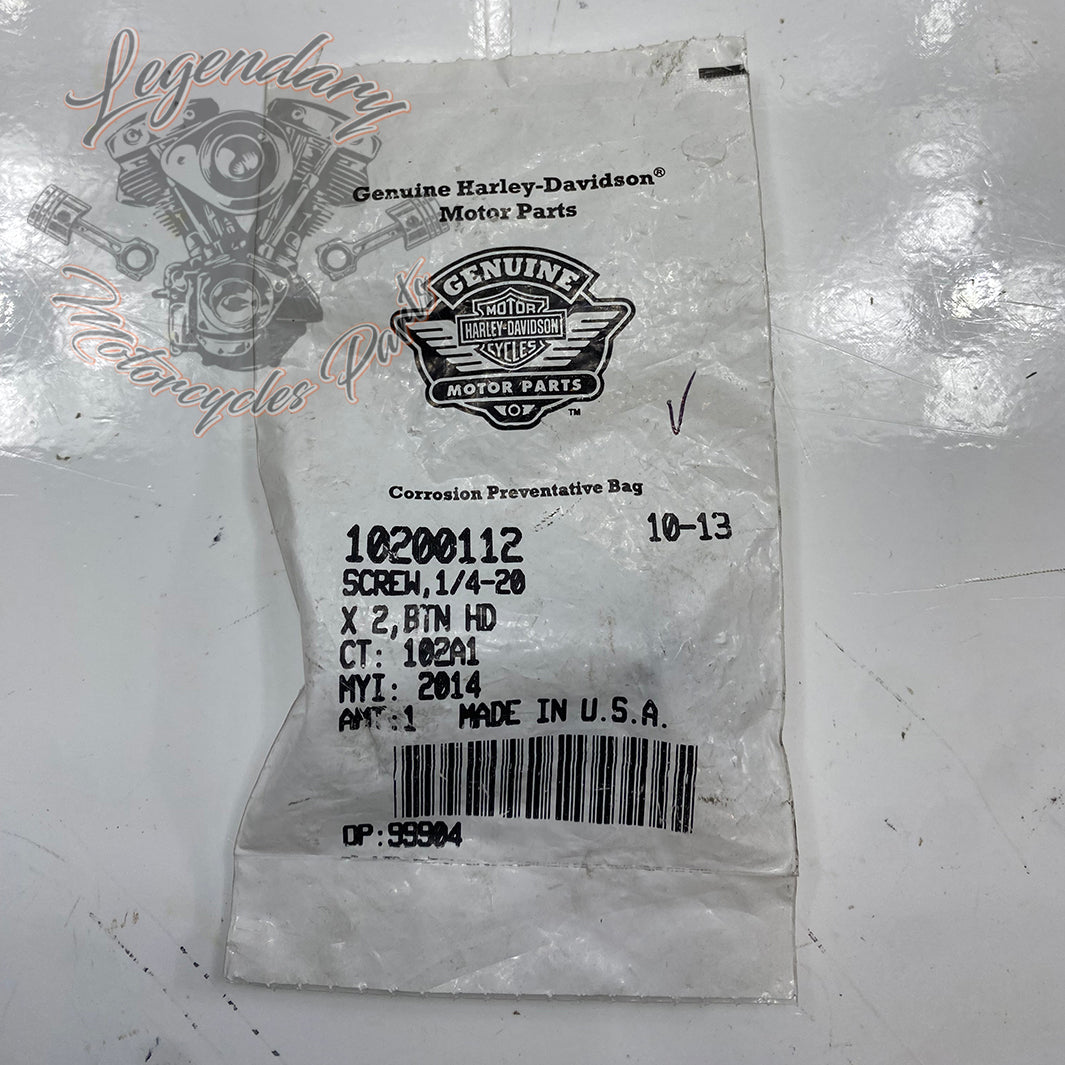 Legendary
Motorcycles Parts
Genuine Harley-Davidson®
Motor Parts
GENUINE
MOTOR
HARLEY-DAVIDSON
CYCLES
MOTOR PARTS
™
V
Corrosion Preventative Bag
10200112 10-13
SCREW,1/4-20
X 2,BTN HD
CT: 102A1
MYI: 2014
AMT:1 MADE IN U.S.A.
OP:99904